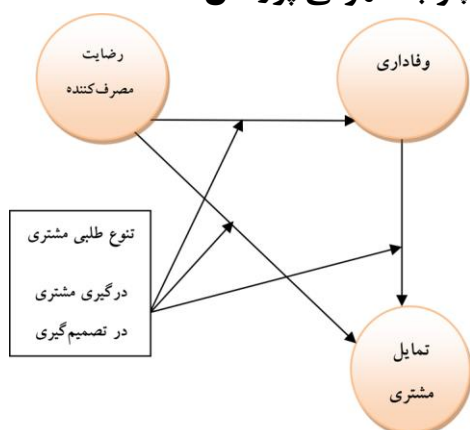 رضایت
مصرف‌کننده
وفاداری
تنوع طلبی مشتری
درگیری مشتری
در تصمیم‌گیری
تمایل
مشتری